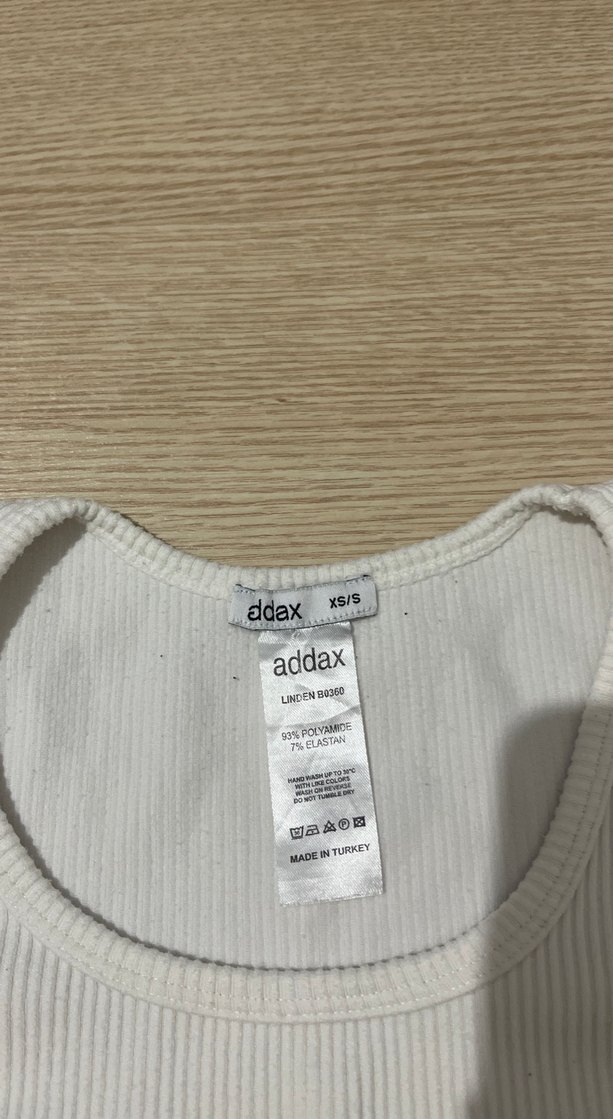 addax XS/S
addax
LINDEN B0360
93% POLYAMIDE
7% ELASTAN
HAND WASH UP TO 30°C
WITH LIKE COLORS
WASH ON REVERSE
DO NOT TUMBLE DRY
30 P
MADE IN TURKEY